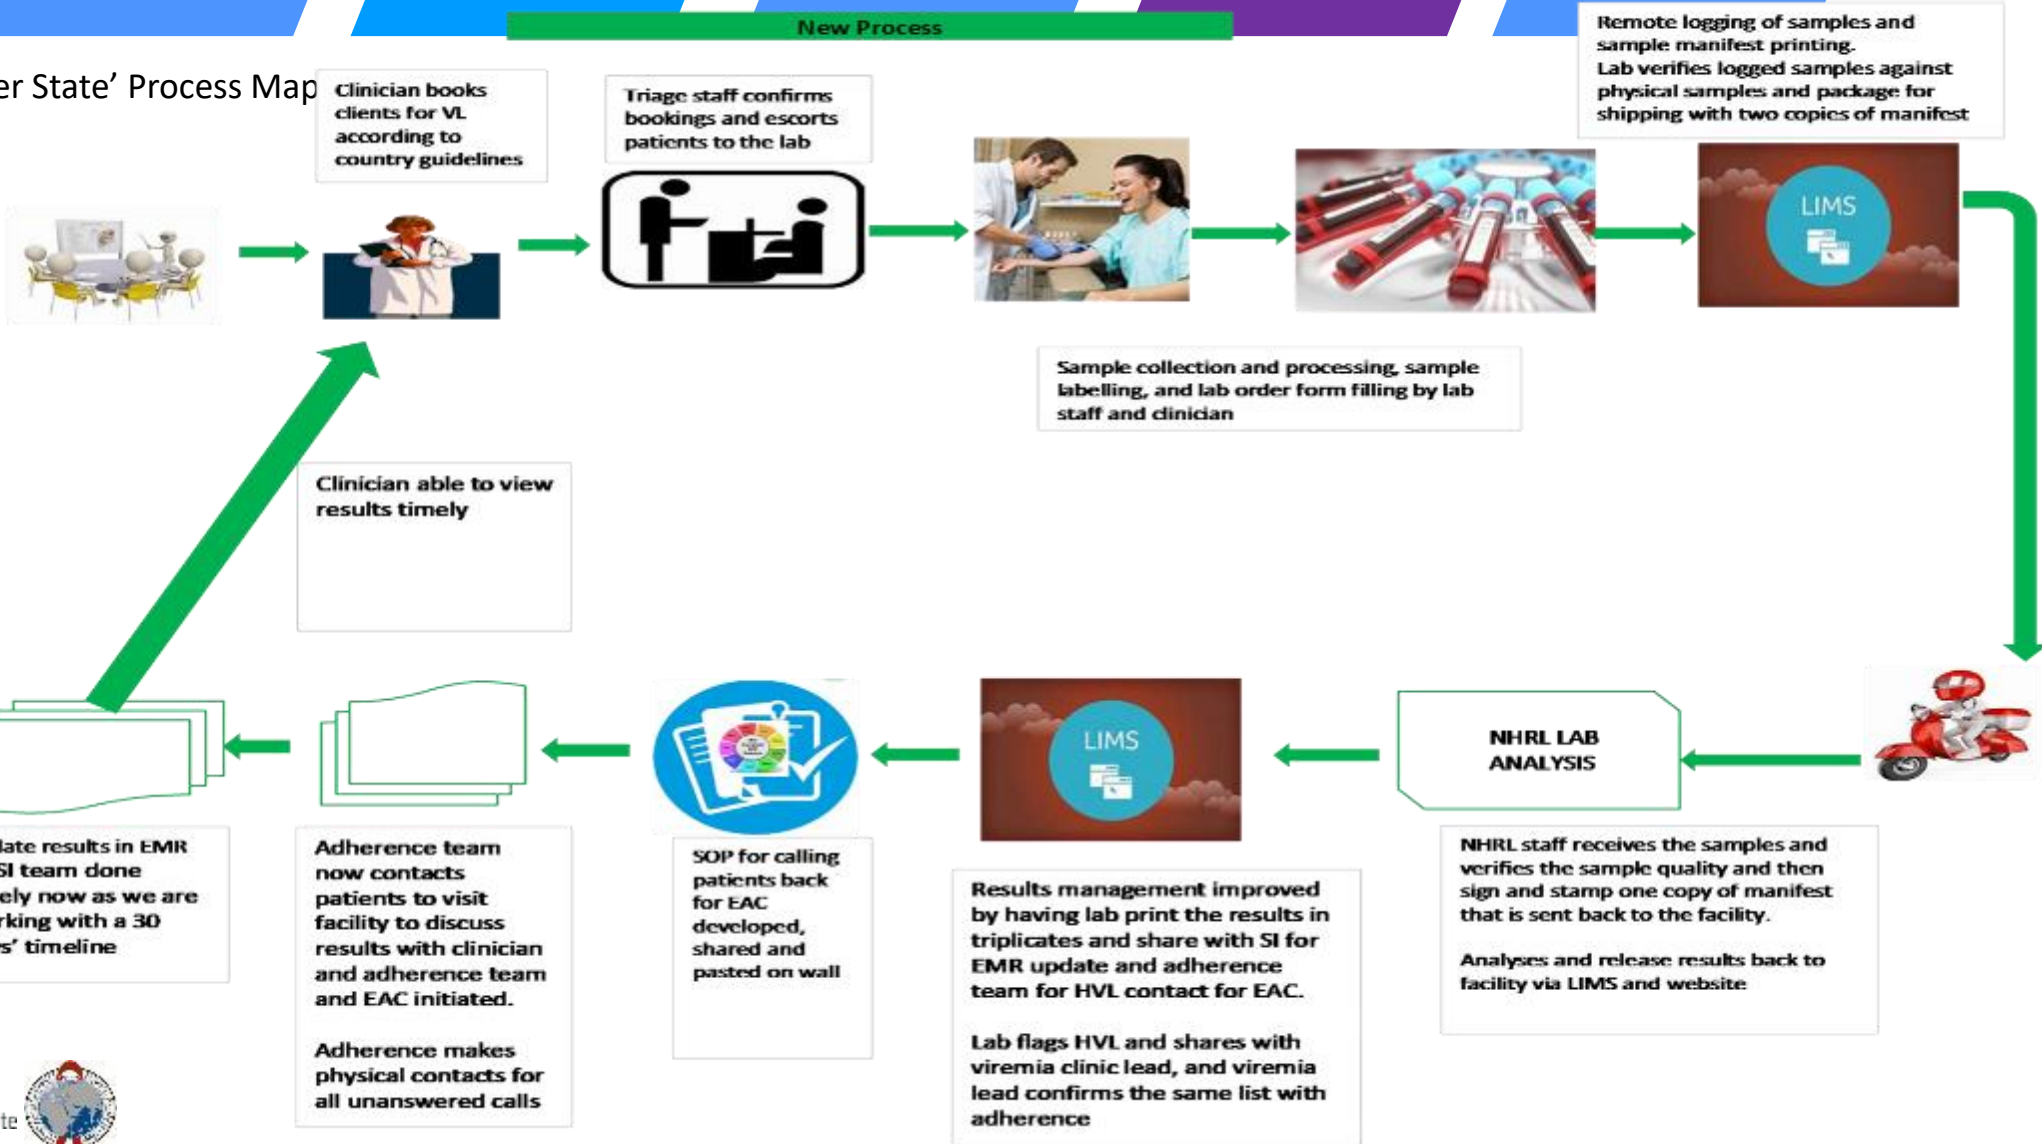 New Process
er State’ Process Map
Clinician books
clients for VL
according to
country guidelines
Triage staff confirms
bookings and escorts
patients to the lab
Remote logging of samples and
sample manifest printing.
Lab verifies logged samples against
physical samples and package for
shipping with two copies of manifest
LIMS
Sample collection and processing, sample
labelling, and lab order form filling by lab
staff and clinician
Clinician able to view
results timely
NHRL LAB
ANALYSIS
NHRL staff receives the samples and
verifies the sample quality and then
sign and stamp one copy of manifest
that is sent back to the facility.
Analyses and release results back to
facility via LIMS and website
LIMS
Results management improved
by having lab print the results in
triplicates and share with SI for
EMR update and adherence
team for HVL contact for EAC.
Lab flags HVL and shares with
viremia clinic lead, and viremia
lead confirms the same list with
adherence
SOP for calling
patients back
for EAC
developed,
shared and
pasted on wall
Adherence team
now contacts
patients to visit
facility to discuss
results with clinician
and adherence team
and EAC initiated.
Adherence makes
physical contacts for
all unanswered calls
late results in EMR
SI team done
ely now as we are
rking with a 30
s’ timeline
te